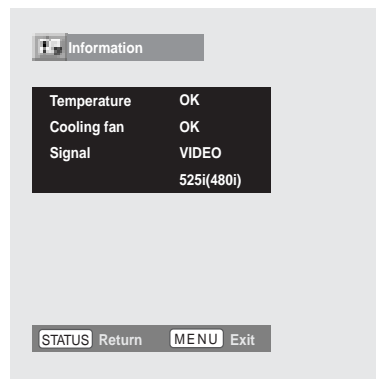 Information
Temperature OK
Cooling fan OK
Signal VIDEO
525i(480i)
STATUS Return MENU Exit